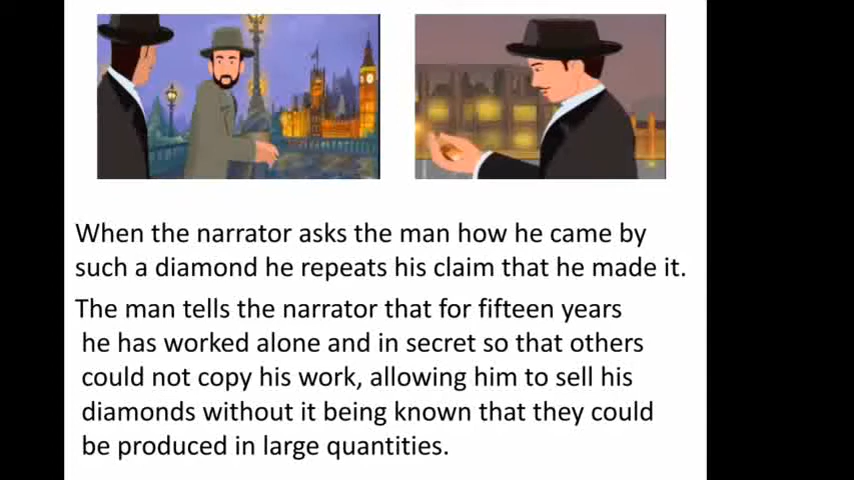 When the narrator asks the man how he came by
such a diamond he repeats his claim that he made it.
The man tells the narrator that for fifteen years
he has worked alone and in secret so that others
could not copy his work, allowing him to sell his
diamonds without it being known that they could
be produced in large quantities.